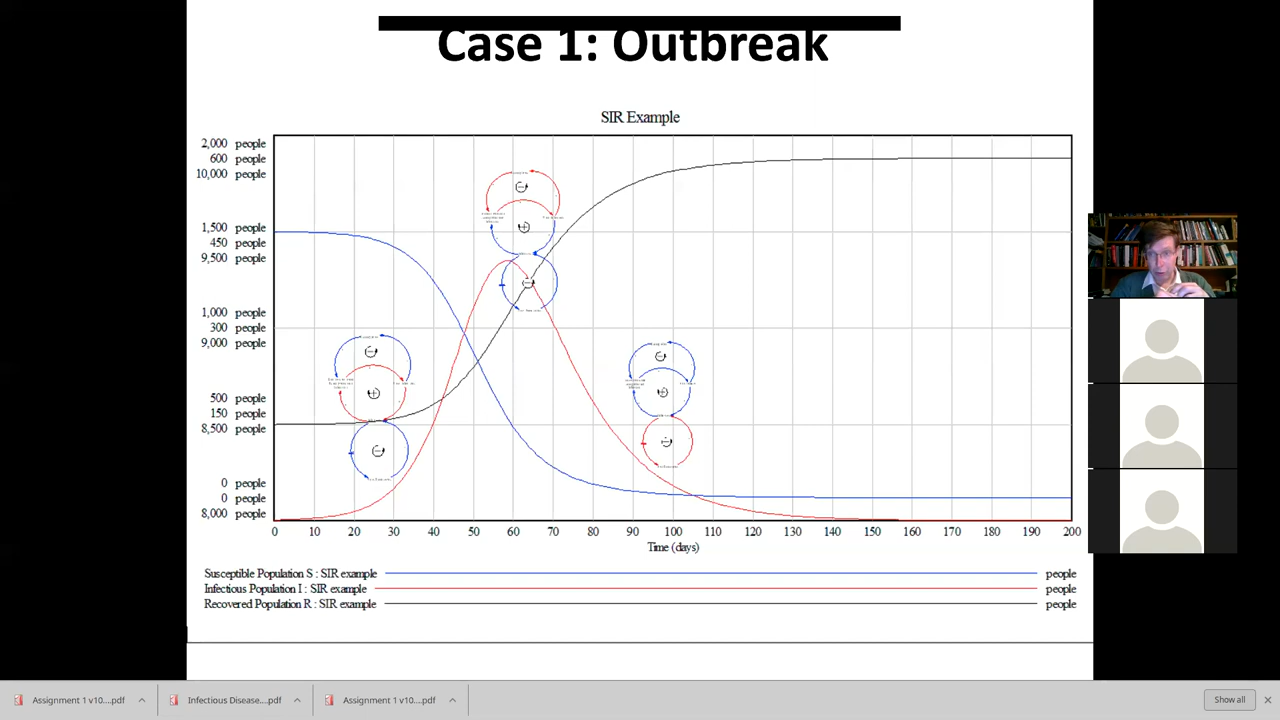 Case 1: Outbreak
SIR Example
2,000 people
600 people
10,000 people
1,500 people
450 people
9,500 people
1,000 people
300 people
9,000 people
500 people
150 people
8,500 people
0 people
0 people
8,000 people
0 10 20 30 40 50 60 70 80 90 100 110 120 130 140 150 160 170 180 190 200
Time (days)
Susceptible Population S : SIR example people
Infectious Population I : SIR example people
Recovered Population R : SIR example people
Assignment 1 v10....pdf Infectious Disease....pdf Assignment 1 v10....pdf Show all